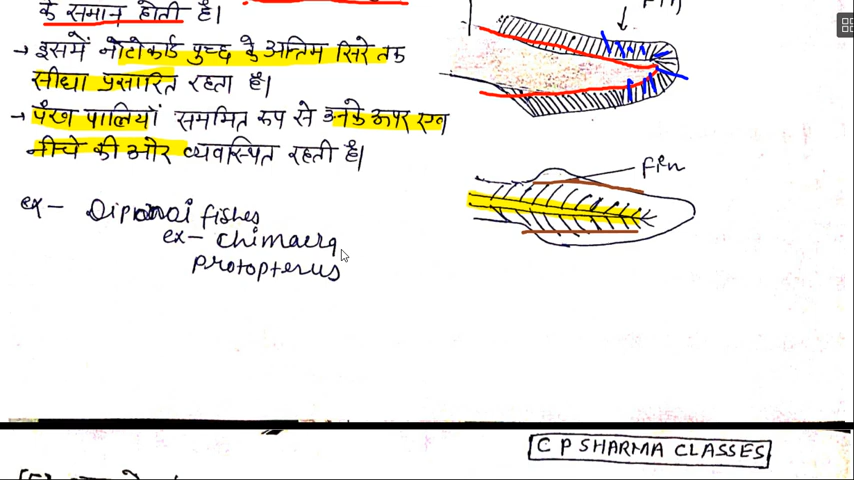 के समान होती है।
→ इसमें नोटोकार्ड पुच्छ के अन्तिम सिरे तक
सीधा प्रसारित रहता है।
→ पंख पालियाँ सममित रूप से उनके ऊपर एवं
नीचे की ओर व्यवस्थित रहती है।
fin
ex- Dipnoi fishes
ex- Chimaera
Protopterus
C P SHARMA CLASSES